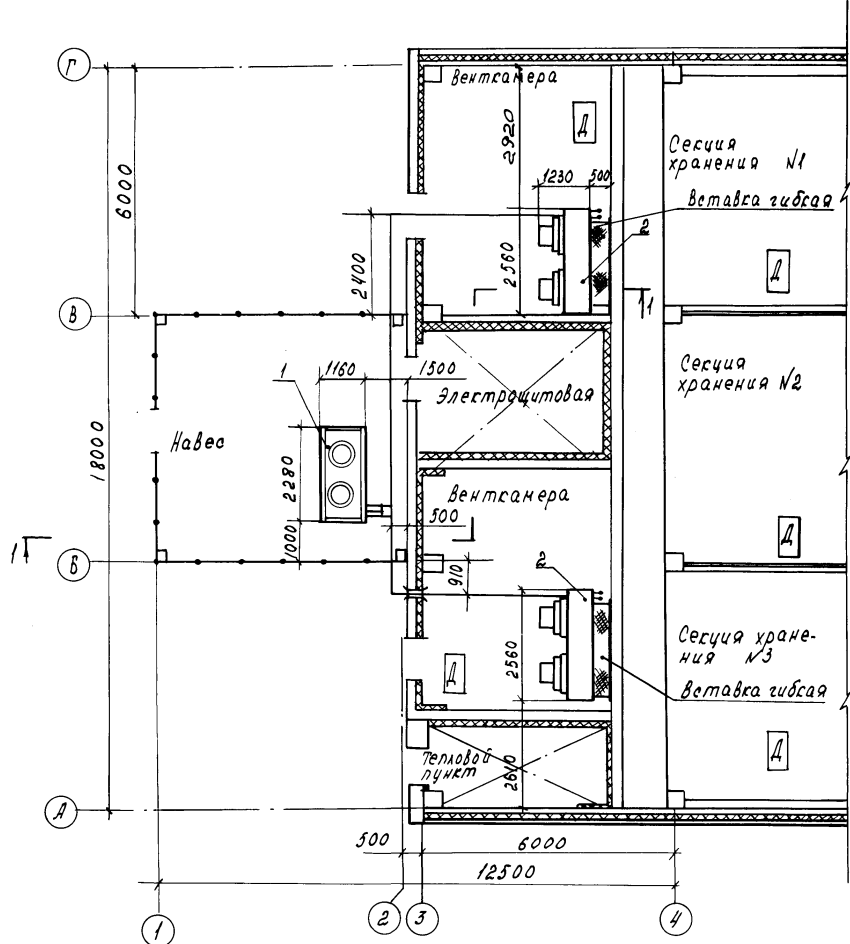 Г
Венткамера
Д
2920
Секция
хранения №1
1230
500
Вставка гибкая
2
6000
2400
2560
Д
1
В
1160
1500
1
Электрощитовая
Секция
хранения №2
Навес
18000
2280
Венткамера
500
Д
1
1000
Б
910
2
2560
Секция хране-
ния №3
Вставка гибкая
Д
Д
Тепловой
пункт
2600
А
500
6000
12500
1
2
3
4